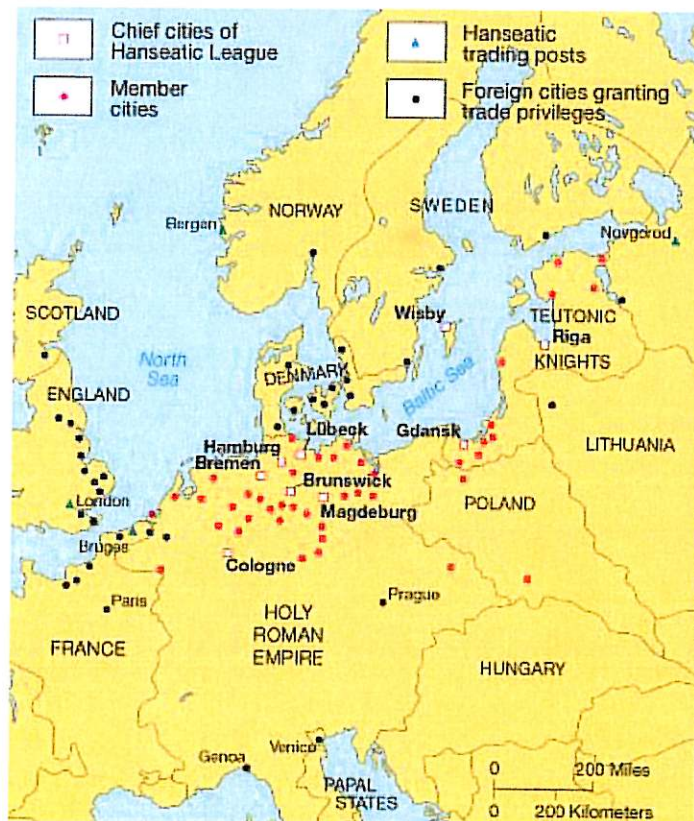 Chief cities of
Hanseatic League
Member
cities
Hanseatic
trading posts
Foreign cities granting
trade privileges
Bergen
NORWAY
SWEDEN
Novgorod
SCOTLAND
Wisby
TEUTONIC
Riga
KNIGHTS
North
Sea
ENGLAND
DENMARK
Baltic Sea
Lübeck
Gdansk
LITHUANIA
Hamburg
Bremen
Brunswick
London
Magdeburg
POLAND
Bruges
Cologne
Paris
Prague
HOLY
ROMAN
EMPIRE
FRANCE
HUNGARY
Venice
Genoa
PAPAL
STATES
0 200 Miles
0 200 Kilometers